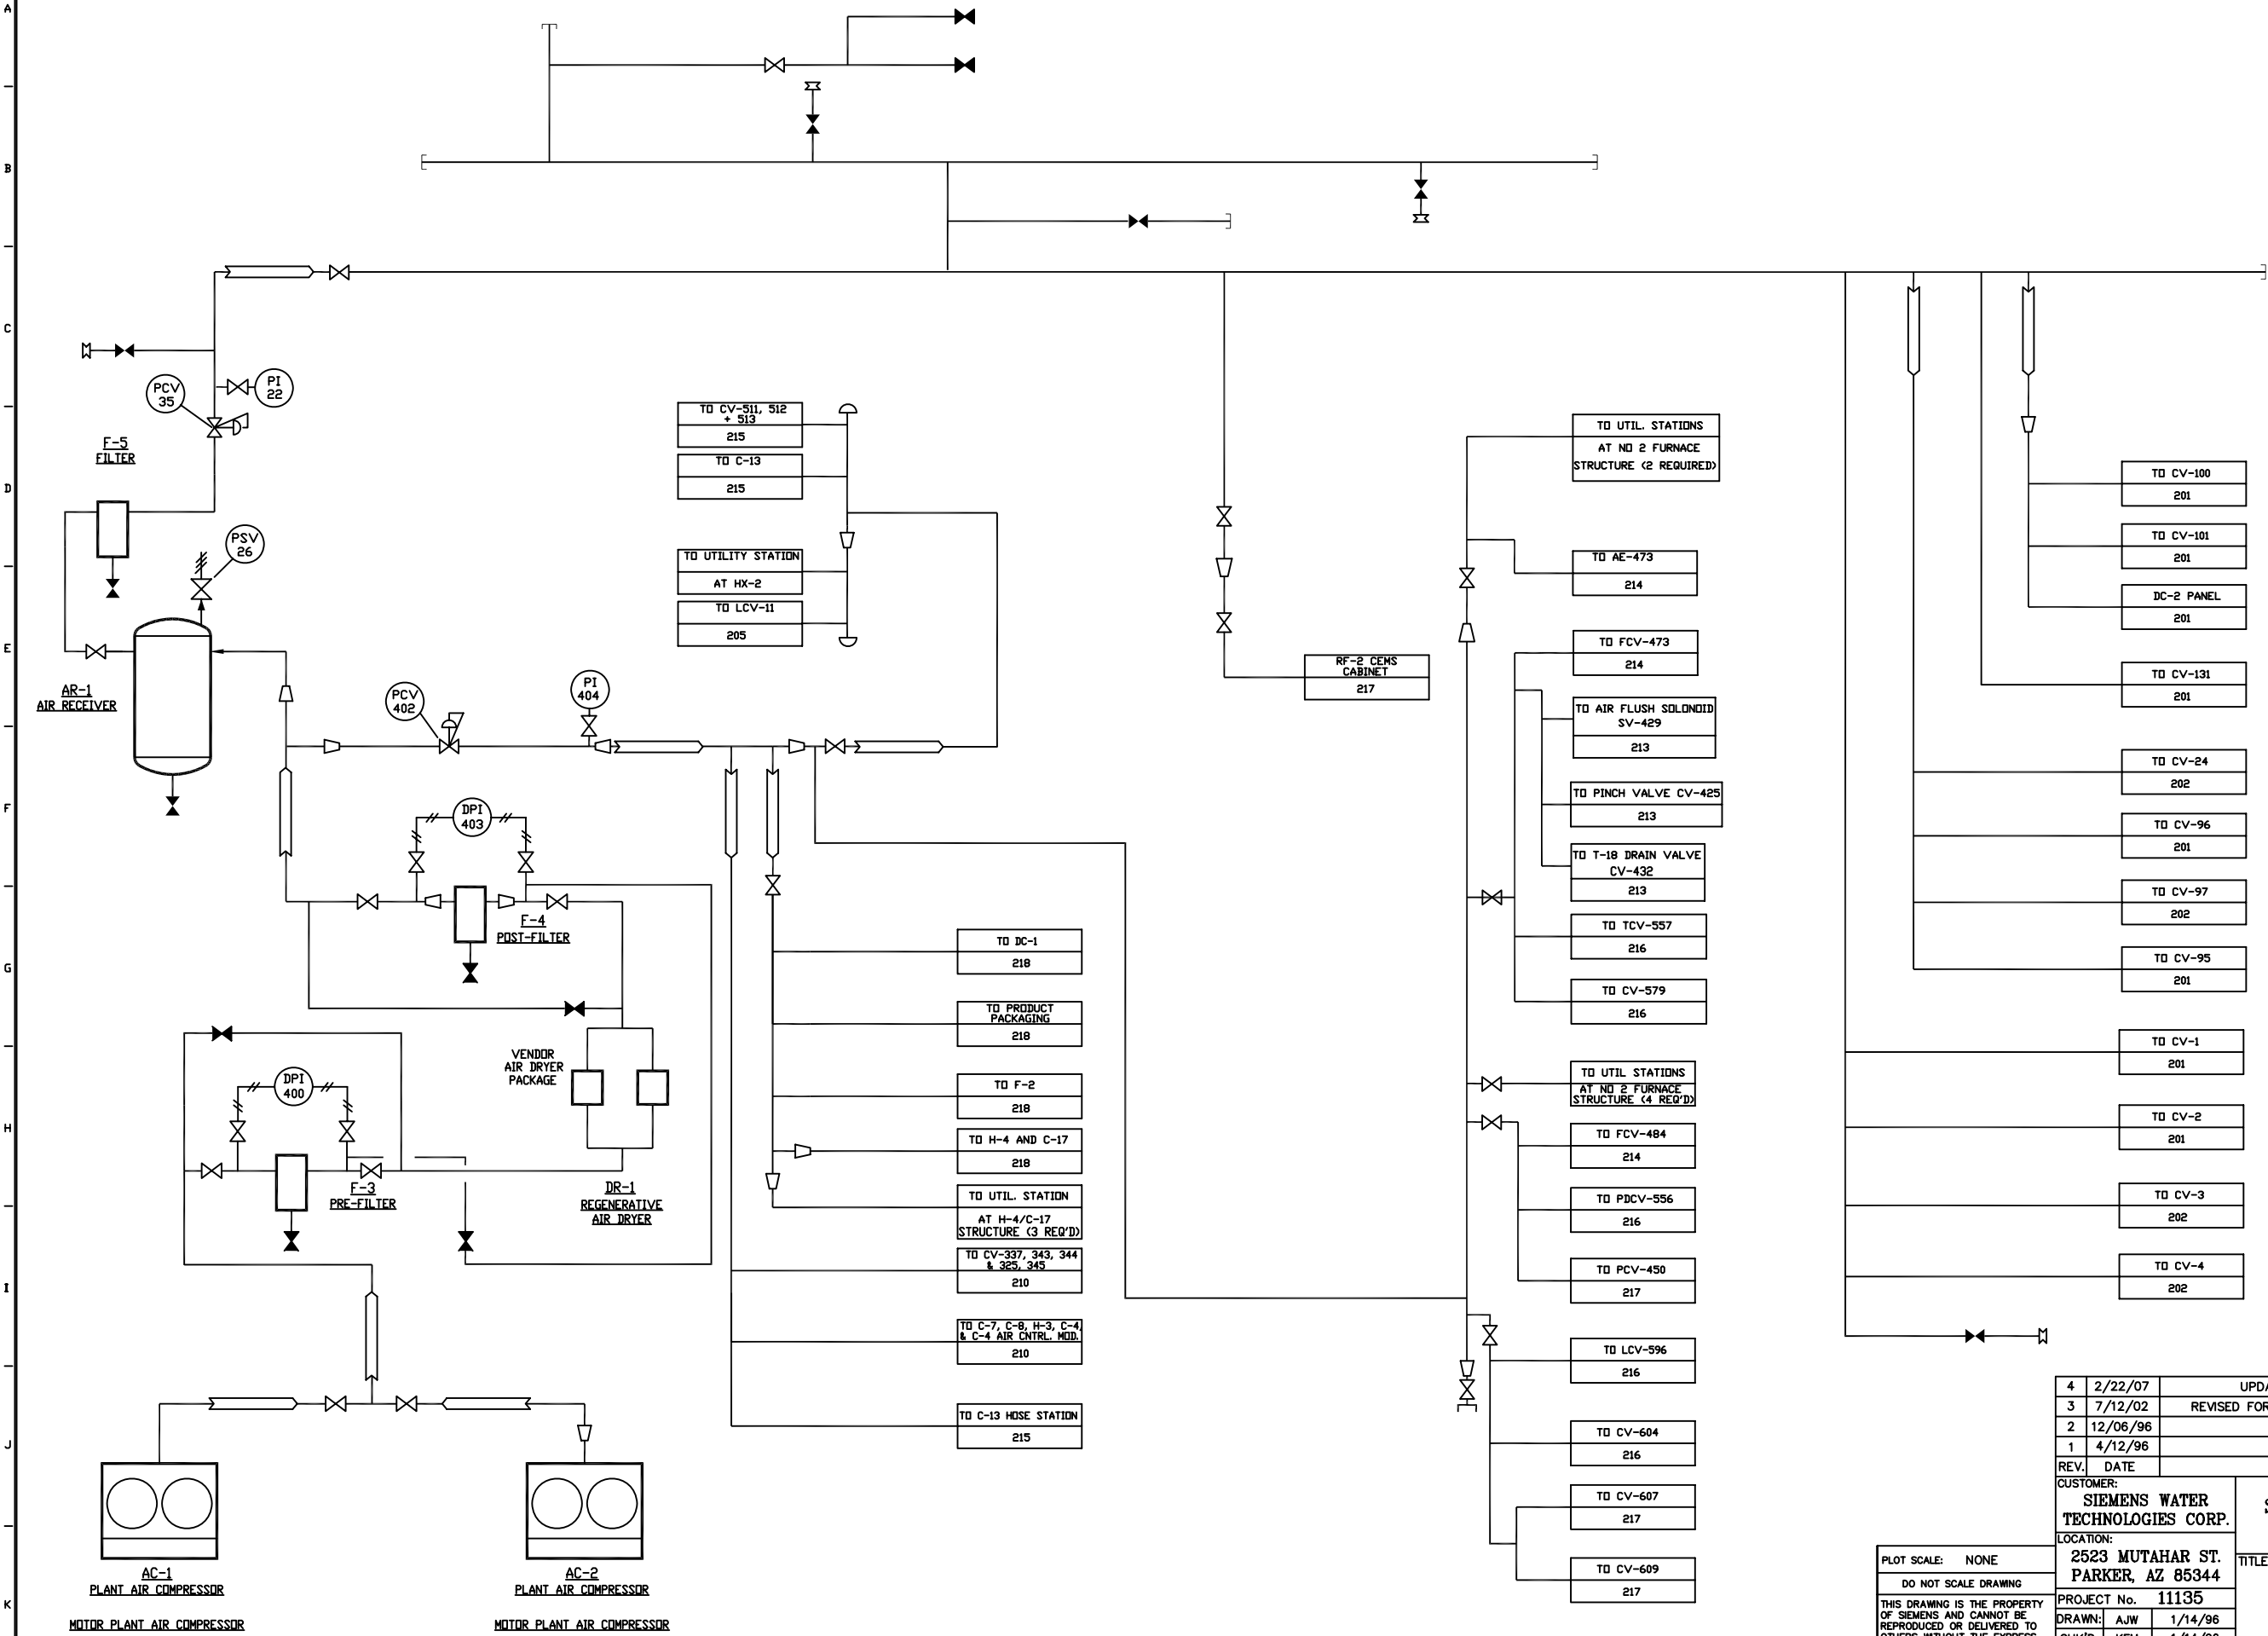 A
B
C
D
E
F
G
H
I
J
K
PCV
35
PI
22
F-5
FILTER
PSV
26
AR-1
AIR RECEIVER
PCV
402
PI
404
TO CV-511, 512
+ 513
215
TO C-13
215
TO UTILITY STATION
AT HX-2
TO LCV-11
205
DPI
403
F-4
POST-FILTER
VENDOR
AIR DRYER
PACKAGE
DPI
400
F-3
PRE-FILTER
DR-1
REGENERATIVE
AIR DRYER
AC-1
PLANT AIR COMPRESSOR
MOTOR PLANT AIR COMPRESSOR
AC-2
PLANT AIR COMPRESSOR
MOTOR PLANT AIR COMPRESSOR
TO DC-1
218
TO PRODUCT
PACKAGING
218
TO F-2
218
TO H-4 AND C-17
218
TO UTIL. STATION
AT H-4/C-17
STRUCTURE (3 REQ'D)
TO CV-337, 343, 344
& 325, 345
210
TO C-7, C-8, H-3, C-4,
& C-4 AIR CNTRL. MOD.
210
TO C-13 HOSE STATION
215
RF-2 CEMS
CABINET
217
TO UTIL. STATIONS
AT NO 2 FURNACE
STRUCTURE (2 REQUIRED)
TO AE-473
214
TO FCV-473
214
TO AIR FLUSH SOLONOID
SV-429
213
TO PINCH VALVE CV-425
213
TO T-18 DRAIN VALVE
CV-432
213
TO TCV-557
216
TO CV-579
216
TO UTIL STATIONS
AT NO 2 FURNACE
STRUCTURE (4 REQ'D)
TO FCV-484
214
TO PDCV-556
216
TO PCV-450
217
TO LCV-596
216
TO CV-604
216
TO CV-607
217
TO CV-609
217
TO CV-100
201
TO CV-101
201
DC-2 PANEL
201
TO CV-131
201
TO CV-24
202
TO CV-96
201
TO CV-97
202
TO CV-95
201
TO CV-1
201
TO CV-2
201
TO CV-3
202
TO CV-4
202
4 2/22/07
3 7/12/02 REVISED FOR
2 12/06/96
1 4/12/96
REV. DATE
CUSTOMER:
SIEMENS WATER
TECHNOLOGIES CORP.
LOCATION:
2523 MUTAHAR ST.
PARKER, AZ 85344
TITLE
PROJECT No. 11135
DRAWN: AJW 1/14/96
PLOT SCALE: NONE
DO NOT SCALE DRAWING
THIS DRAWING IS THE PROPERTY
OF SIEMENS AND CANNOT BE
REPRODUCED OR DELIVERED TO